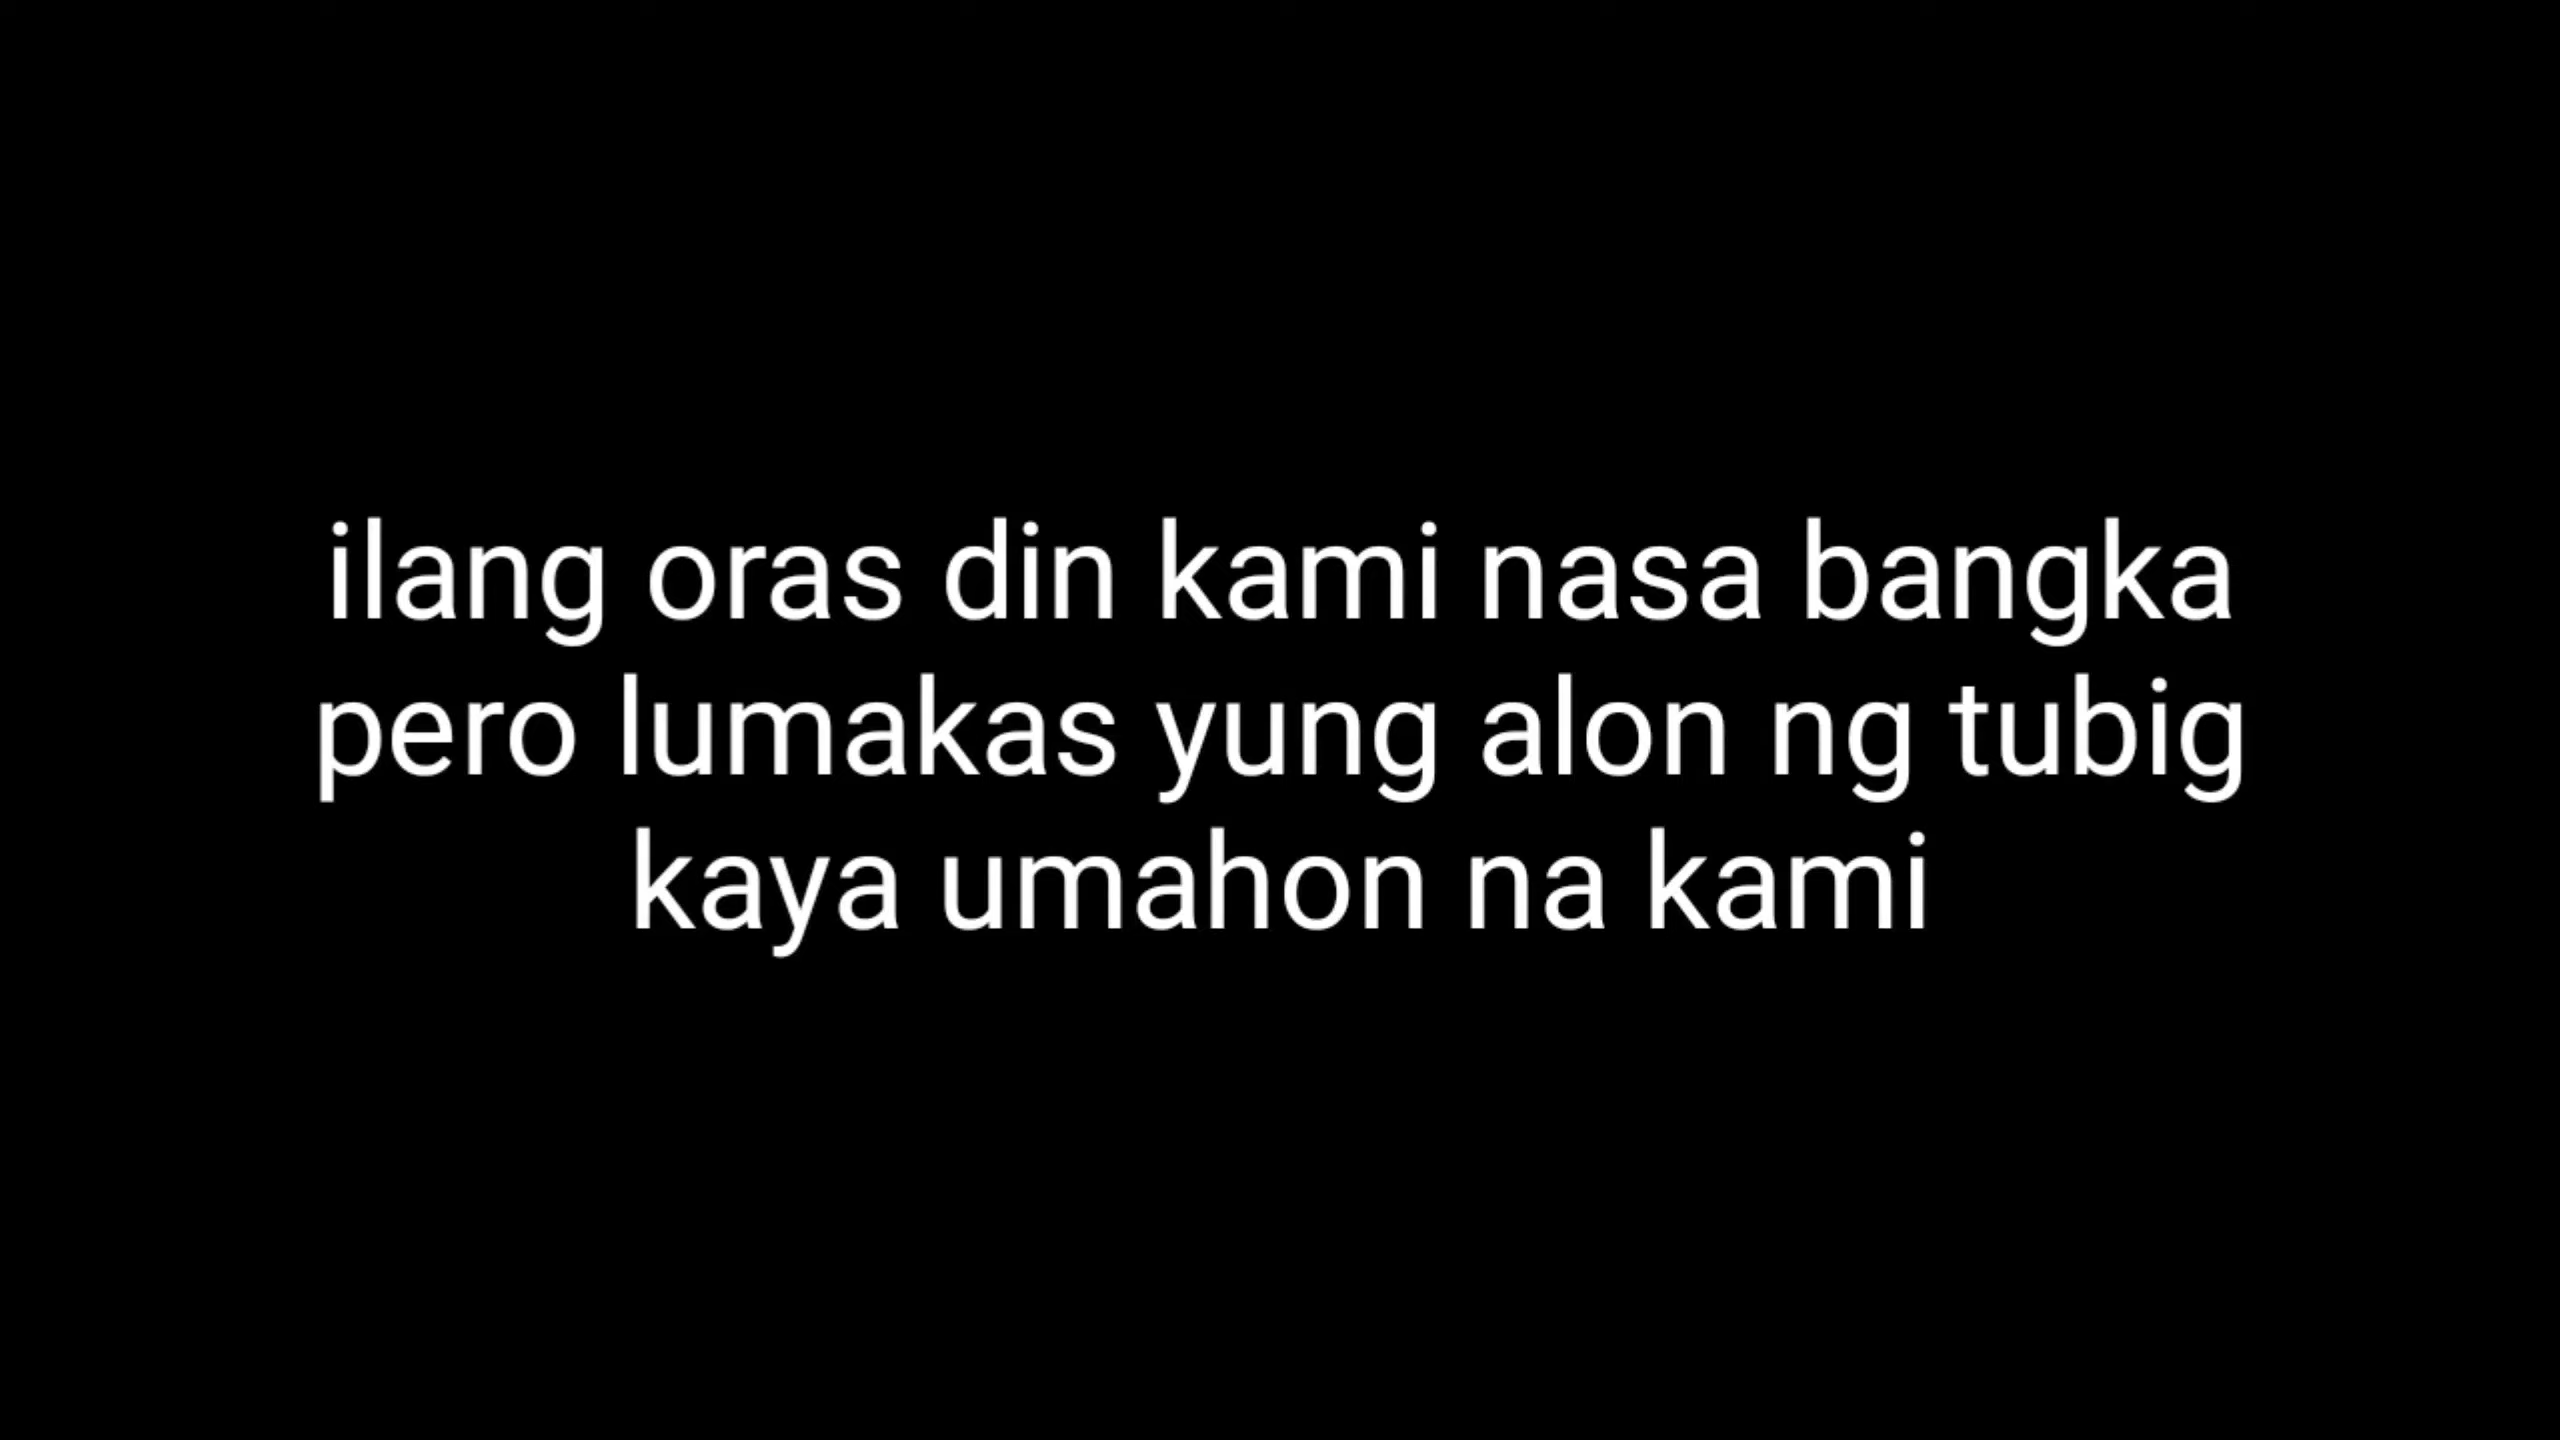 ilang oras din kami nasa bangka
pero lumakas yung alon ng tubig
kaya umahon na kami